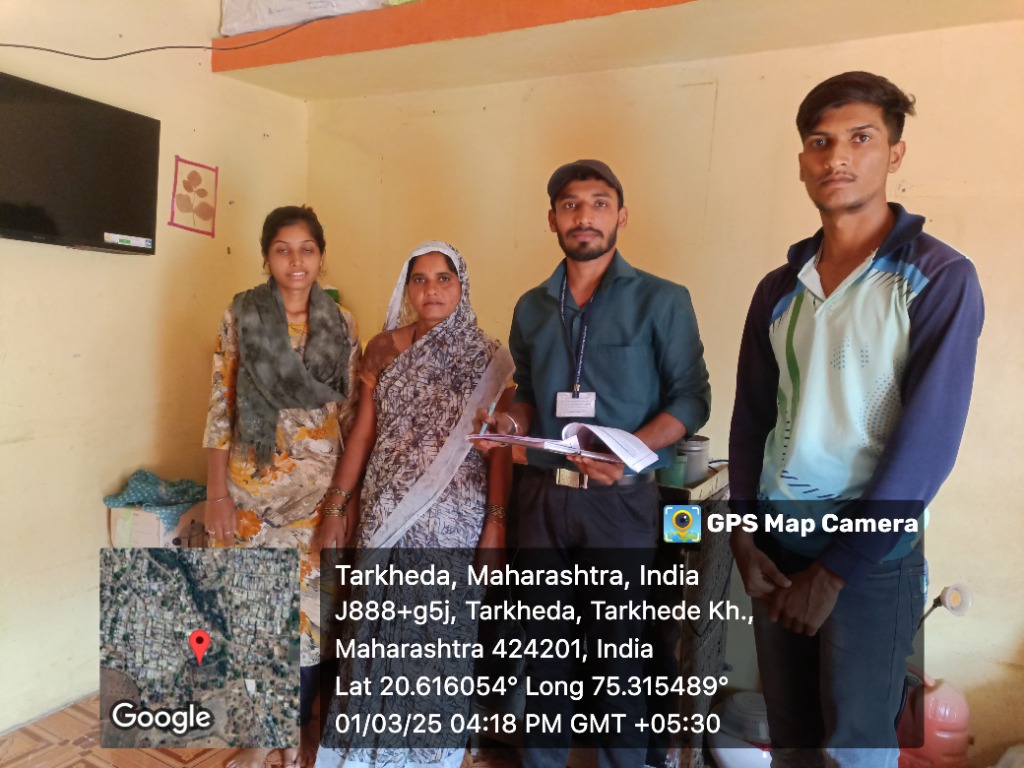 GPS Map Camera
Tarkheda, Maharashtra, India
J888+g5j, Tarkheda, Tarkhede Kh.,
Maharashtra 424201, India
Lat 20.616054° Long 75.315489°
01/03/25 04:18 PM GMT +05:30
Google